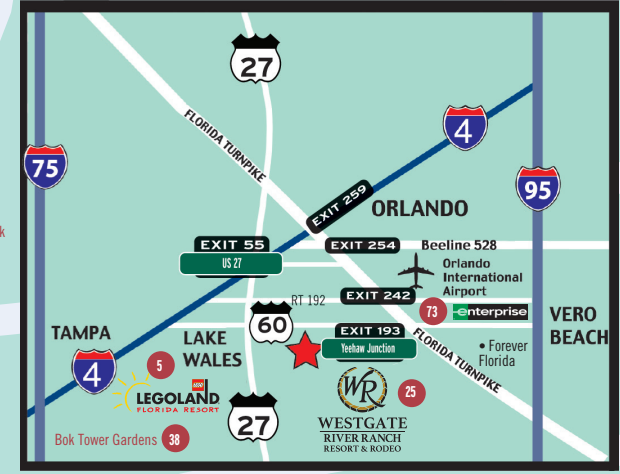 27
FLORIDA TURNPIKE
4
75
95
EXIT 259
ORLANDO
EXIT 55
US 27
EXIT 254
Beeline 528
Orlando
International
Airport
RT 192
EXIT 242
73
enterprise
60
EXIT 193
Yeehaw Junction
VERO
BEACH
TAMPA
LAKE
WALES
FLORIDA TURNPIKE
• Forever
Florida
4
5
LEGO
LEGOLAND
FLORIDA RESORT
27
WR
25
WESTGATE
RIVER RANCH
RESORT & RODEO
Bok Tower Gardens 38
k